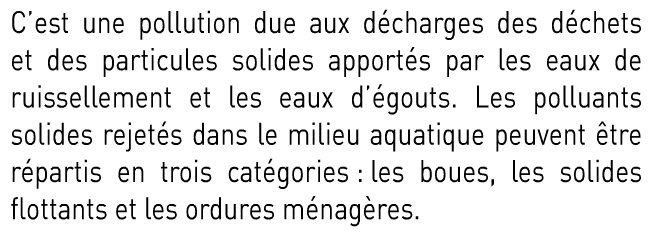 C’est une pollution due aux décharges des déchets
et des particules solides apportés par les eaux de
ruissellement et les eaux d’égouts. Les polluants
solides rejetés dans le milieu aquatique peuvent être
répartis en trois catégories : les boues, les solides
flottants et les ordures ménagères.